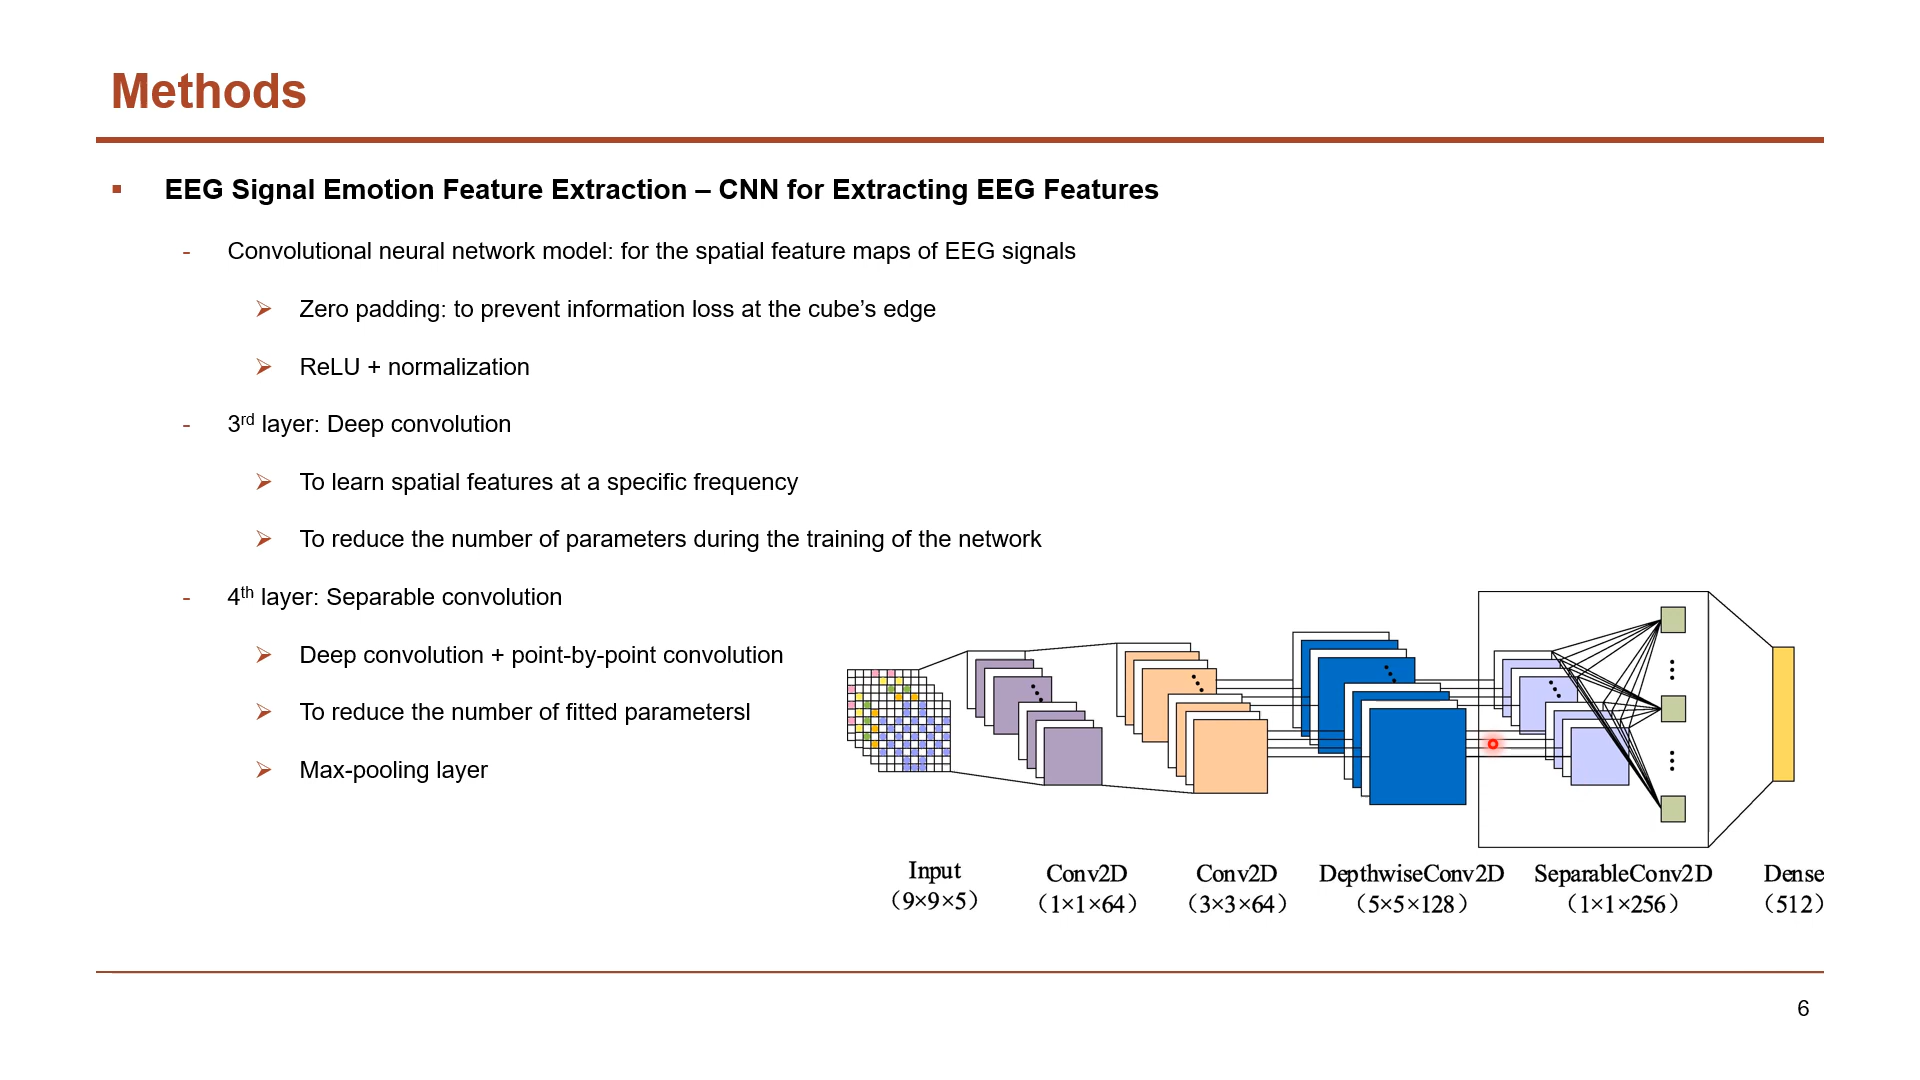 Methods
EEG Signal Emotion Feature Extraction – CNN for Extracting EEG Features
- Convolutional neural network model: for the spatial feature maps of EEG signals
Zero padding: to prevent information loss at the cube’s edge
ReLU + normalization
- 3rd layer: Deep convolution
To learn spatial features at a specific frequency
To reduce the number of parameters during the training of the network
- 4th layer: Separable convolution
Deep convolution + point-by-point convolution
To reduce the number of fitted parametersl
Max-pooling layer
Input Conv2D Conv2D DepthwiseConv2D SeparableConv2D Dense
(9×9×5) (1×1×64) (3×3×64) (5×5×128) (1×1×256) (512)
6